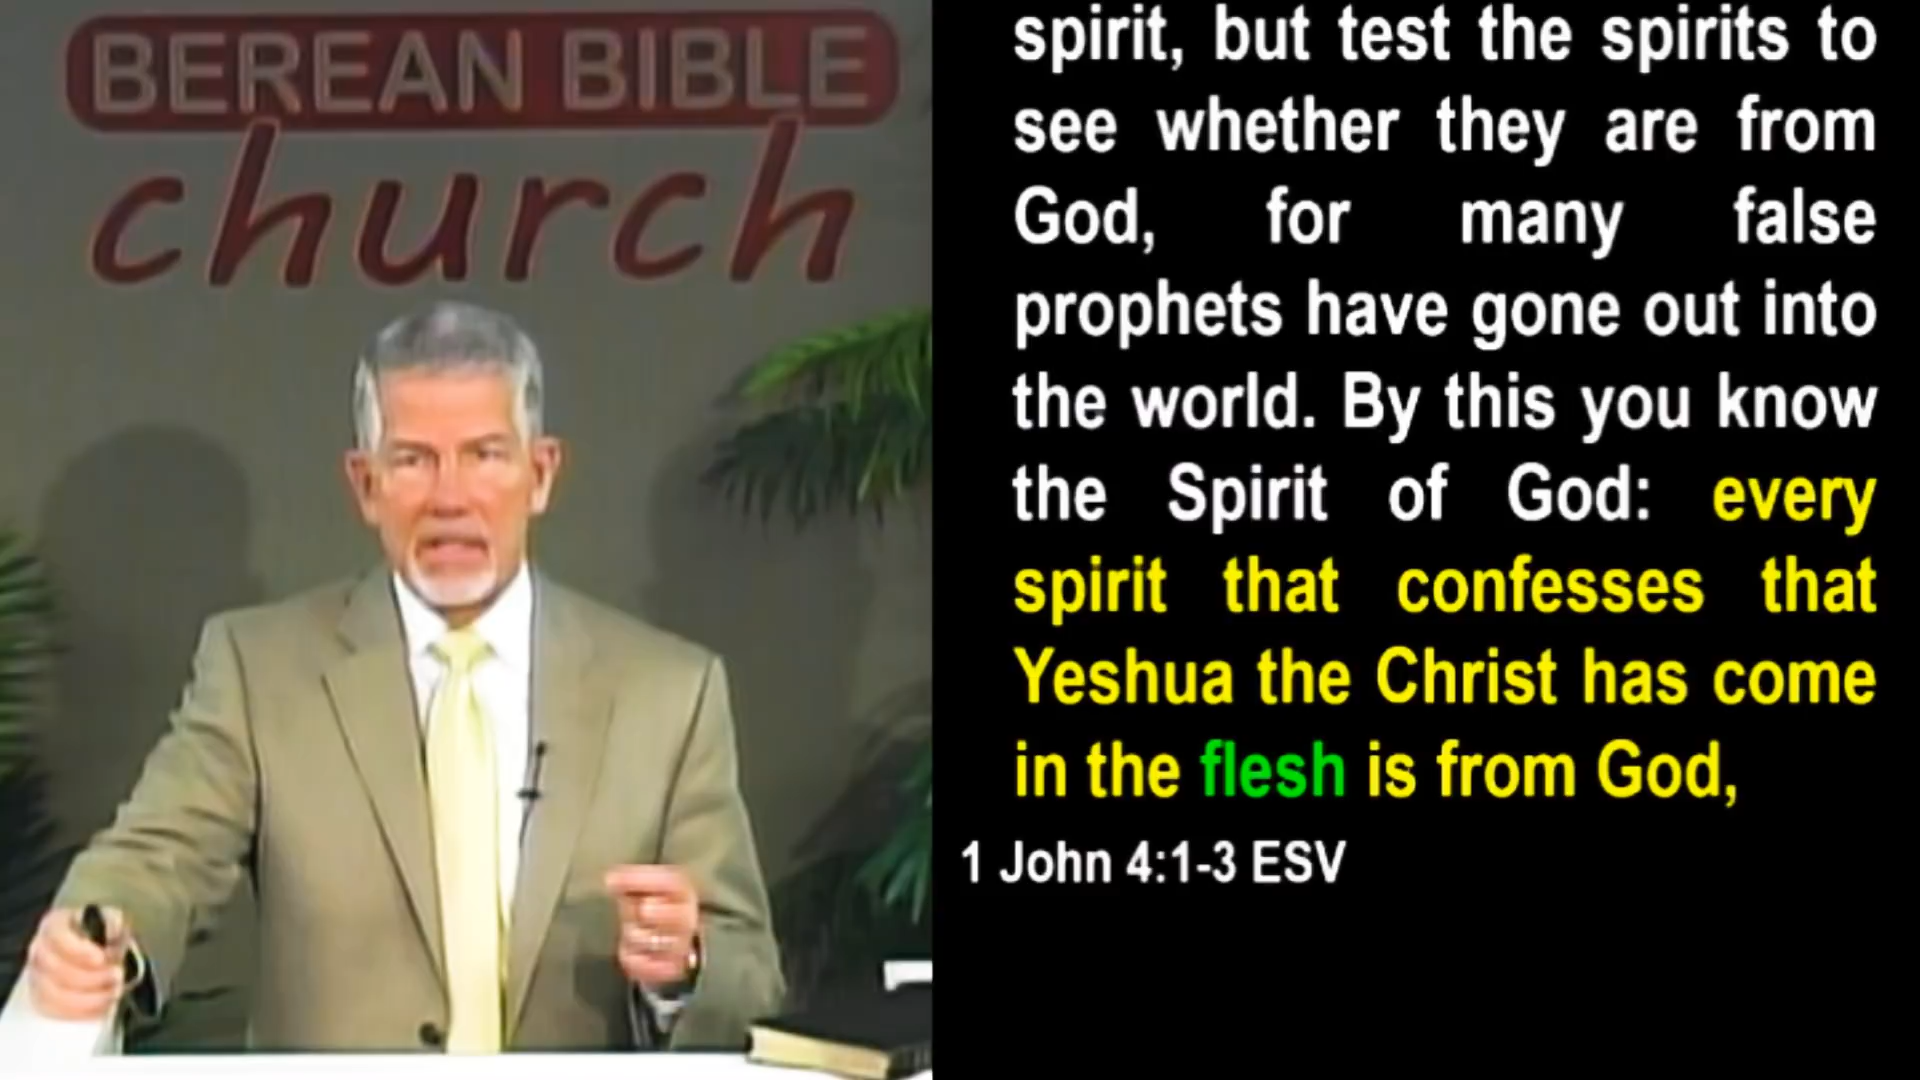 BEREAN BIBLE
church
spirit, but test the spirits to
see whether they are from
God, for many false
prophets have gone out into
the world. By this you know
the Spirit of God: every
spirit that confesses that
Yeshua the Christ has come
in the flesh is from God,
1 John 4:1-3 ESV